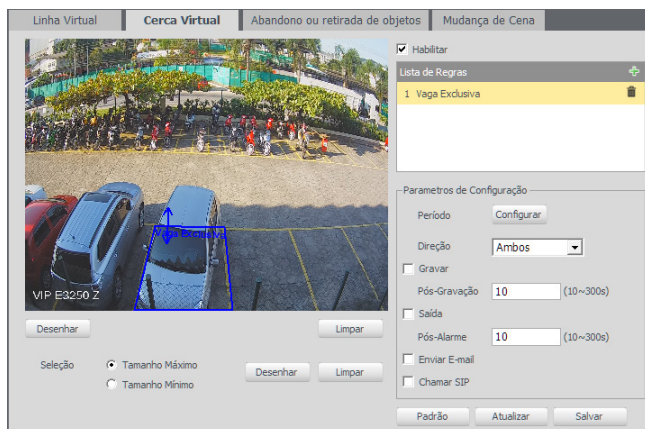 Linha Virtual
Cerca Virtual
Abandono ou retirada de objetos
Mudança de Cena
Habilitar
Lista de Regras
1 Vaga Exclusiva
Vaga Exclusiva
VIP E3250 Z
Desenhar
Limpar
Seleção
Tamanho Máximo
Tamanho Mínimo
Desenhar
Limpar
Parametros de Configuração
Período
Configurar
Direção
Ambos
Gravar
Pós-Gravação
10
(10~300s)
Saída
Pós-Alarme
10
(10~300s)
Enviar E-mail
Chamar SIP
Padrão
Atualizar
Salvar